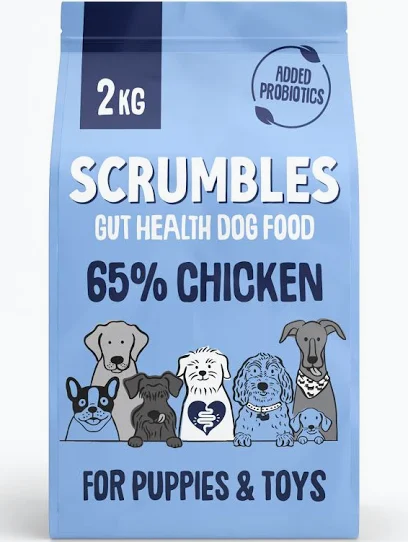 2KG
ADDED
PROBIOTICS
SCRUMBLES
GUT HEALTH DOG FOOD
65% CHICKEN
FOR PUPPIES & TOYS